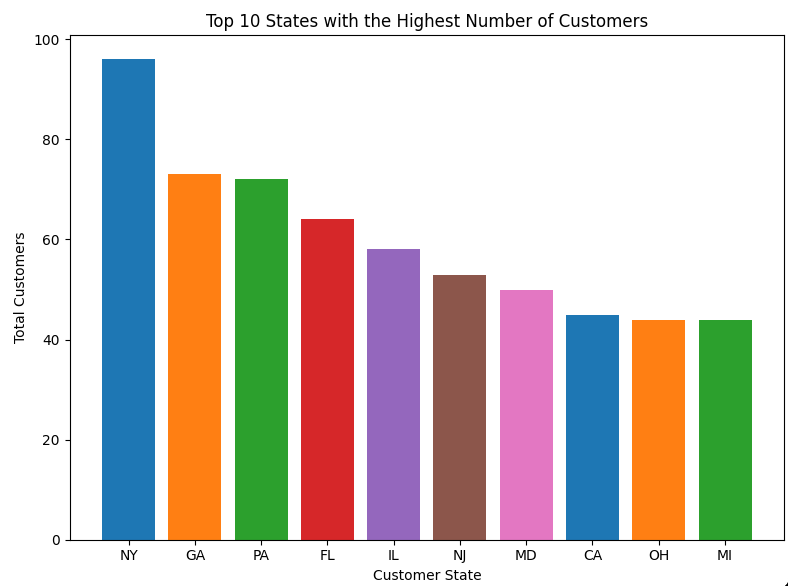 Top 10 States with the Highest Number of Customers
100
80
60
40
20
0
Total Customers
NY GA PA FL IL NJ MD CA OH MI
Customer State